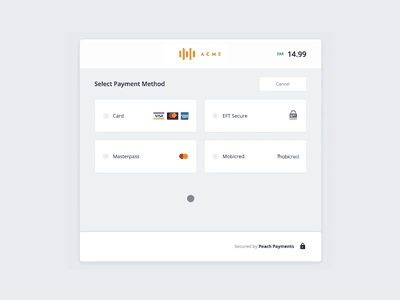 ACME
ZAR 14.99
Select Payment Method
Cancel
Card
VISA
EFT Secure
Masterpass
Mobicred
mobicred
Secured by Peach Payments